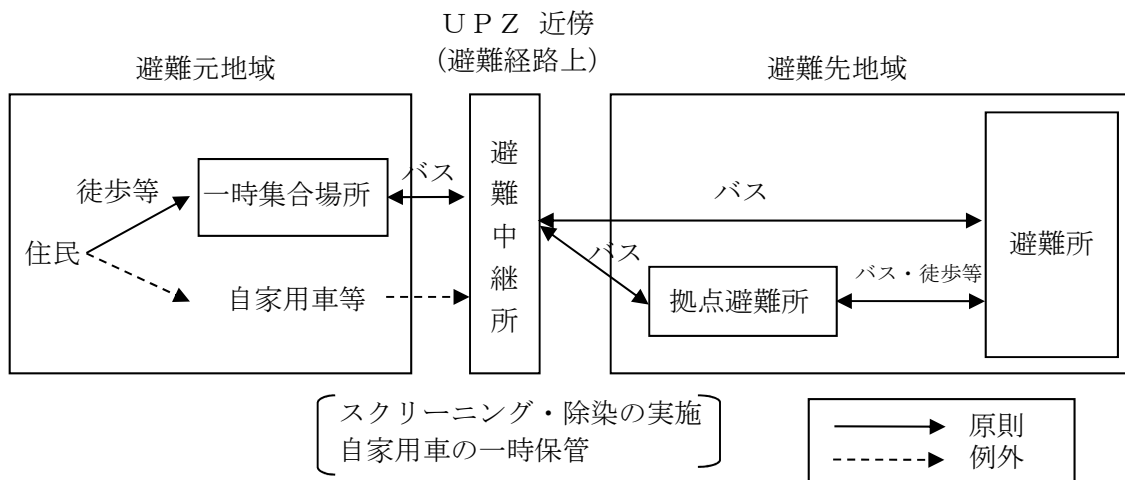 UPZ 近傍
(避難経路上)
避難元地域
避難先地域
徒歩等
一時集合場所
バス
住民
自家用車等
避難中継所
バス
バス
拠点避難所
バス・徒歩等
避難所
スクリーニング・除染の実施
自家用車の一時保管
原則
例外